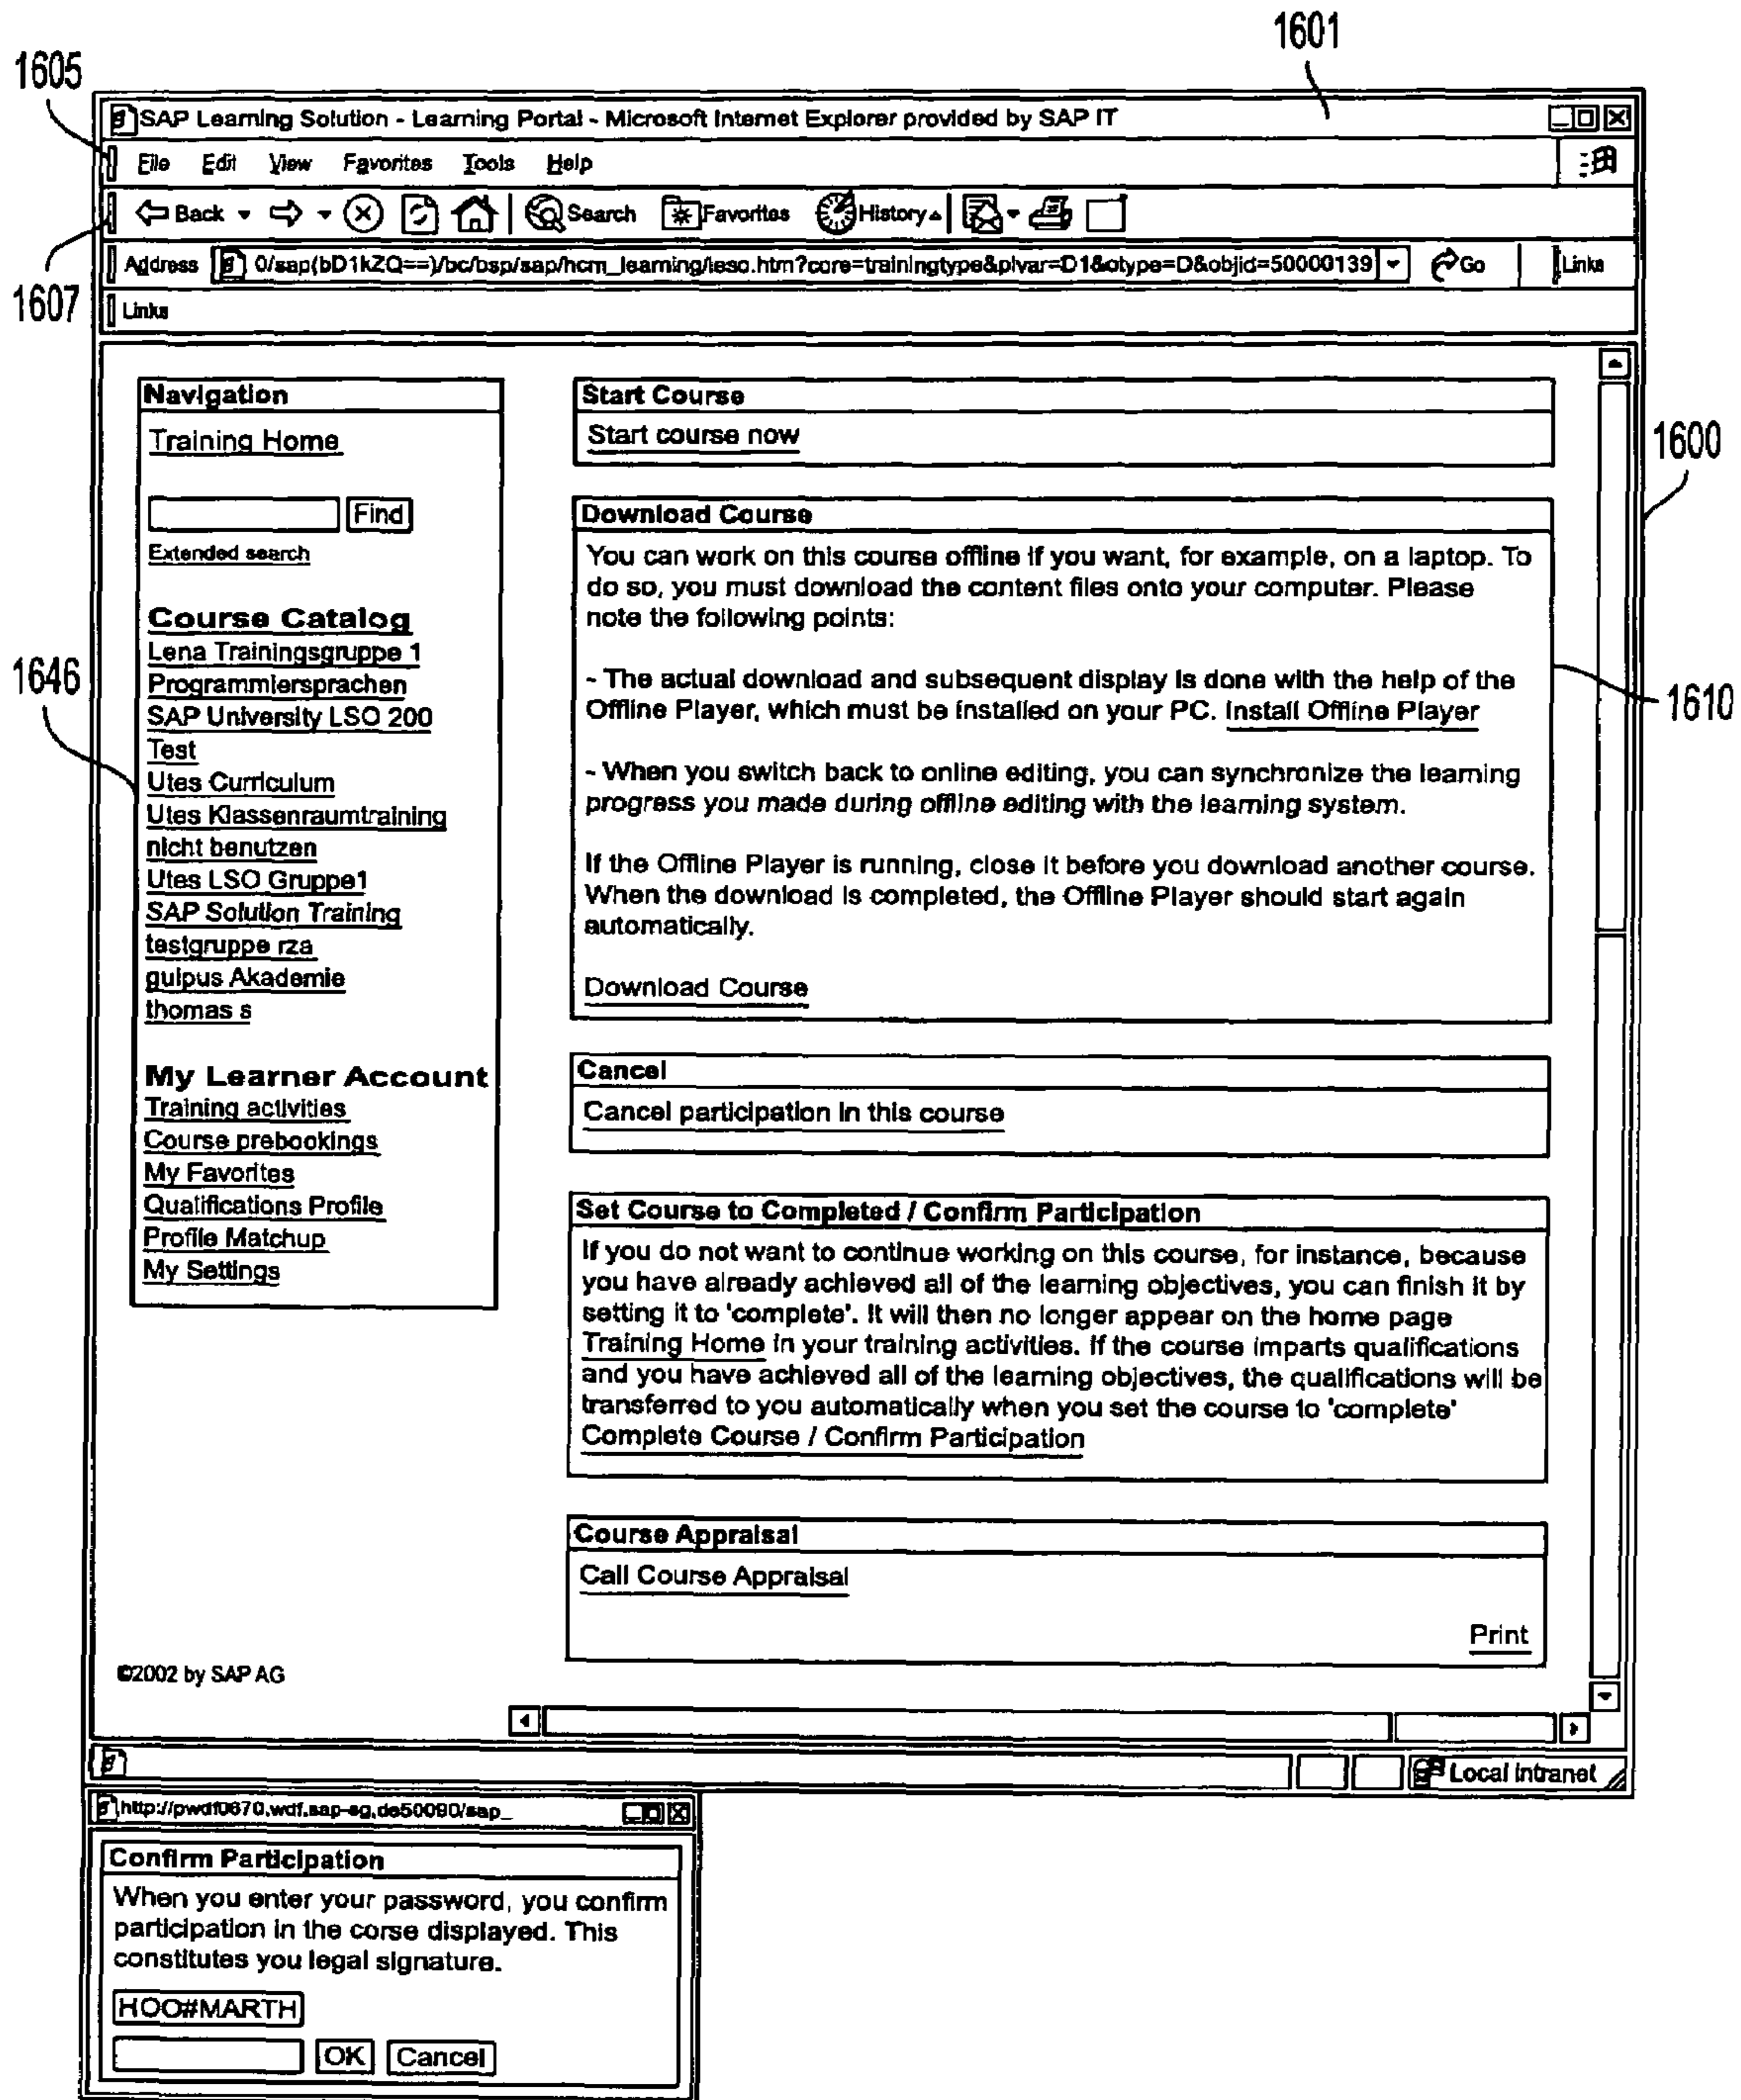 1601
1605
SAP Learning Solution - Learning Portal - Microsoft Internet Explorer provided by SAP IT
File Edit View Favorites Tools Help
Back Search Favorites History
1607
Address 0/sap(bD1kZQ==)/bc/bsp/sap/hcm_learning/leso.htm?core=trainingtype&plvar=D1&otype=D&objid=50000139 Go Links
Links
1600
Navigation
Training Home
Find
Extended search
Course Catalog
1646
Lena Trainingsgruppe 1
Programmiersprachen
SAP University LSO 200
Test
Utes Curriculum
Utes Klassenraumtraining
nicht benutzen
Utes LSO Gruppe1
SAP Solution Training
testgruppe rza
gulpus Akademie
thomas s
My Learner Account
Training activities
Course prebookings
My Favorites
Qualifications Profile
Profile Matchup
My Settings
Start Course
Start course now
Download Course
You can work on this course offline if you want, for example, on a laptop. To
do so, you must download the content files onto your computer. Please
note the following points:
- The actual download and subsequent display is done with the help of the
Offline Player, which must be installed on your PC. Install Offline Player
1610
- When you switch back to online editing, you can synchronize the learning
progress you made during offline editing with the learning system.
If the Offline Player is running, close it before you download another course.
When the download is completed, the Offline Player should start again
automatically.
Download Course
Cancel
Cancel participation in this course
Set Course to Completed / Confirm Participation
If you do not want to continue working on this course, for instance, because
you have already achieved all of the learning objectives, you can finish it by
setting it to 'complete'. It will then no longer appear on the home page
Training Home in your training activities. If the course imparts qualifications
and you have achieved all of the learning objectives, the qualifications will be
transferred to you automatically when you set the course to 'complete'
Complete Course / Confirm Participation
Course Appraisal
Call Course Appraisal
Print
©2002 by SAP AG
Local intranet
http://pwdf0670.wdf.sap-ag.de50090/sap_
Confirm Participation
When you enter your password, you confirm
participation in the corse displayed. This
constitutes you legal signature.
HOO#MARTH
OK Cancel